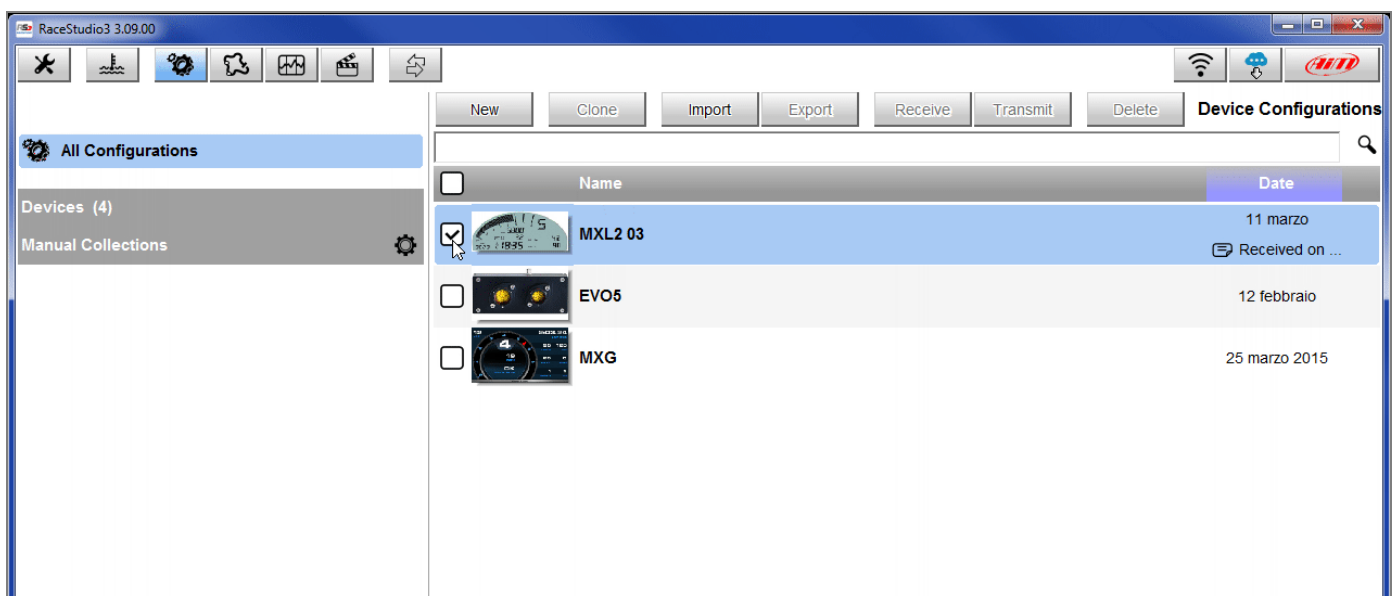 RaceStudio3 3.09.00
AiM
New Clone Import Export Receive Transmit Delete Device Configurations
All Configurations
Name Date
Devices (4)
Manual Collections
MXL2 03
11 marzo
Received on ...
EVO5
12 febbraio
MXG
25 marzo 2015